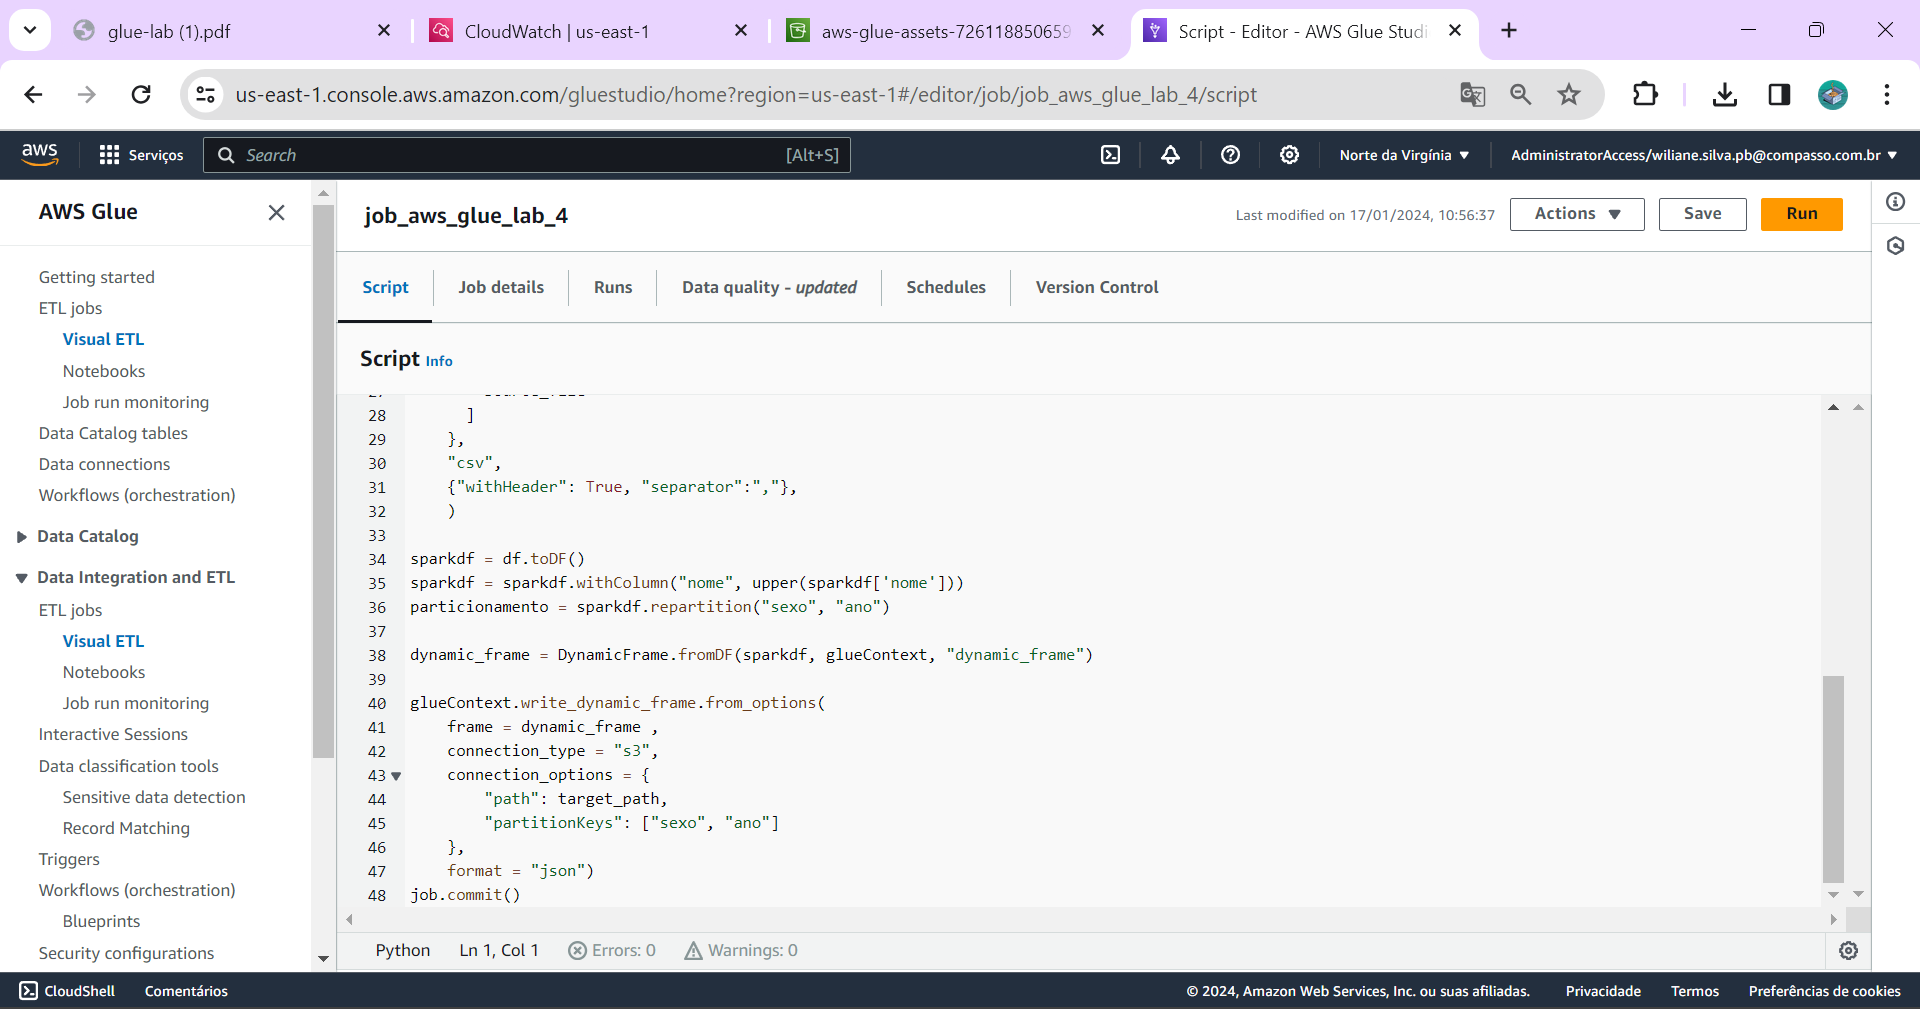 glue-lab (1).pdf
CloudWatch | us-east-1
aws-glue-assets-726118850659
Script - Editor - AWS Glue Studi
us-east-1.console.aws.amazon.com/gluestudio/home?region=us-east-1#/editor/job/job_aws_glue_lab_4/script
aws
Serviços
Search
[Alt+S]
Norte da Virgínia
AdministratorAccess/wiliane.silva.pb@compasso.com.br
AWS Glue
Getting started
ETL jobs
Visual ETL
Notebooks
Job run monitoring
Data Catalog tables
Data connections
Workflows (orchestration)
Data Catalog
Data Integration and ETL
ETL jobs
Visual ETL
Notebooks
Job run monitoring
Interactive Sessions
Data classification tools
Sensitive data detection
Record Matching
Triggers
Workflows (orchestration)
Blueprints
Security configurations
job_aws_glue_lab_4
Last modified on 17/01/2024, 10:56:37
Actions
Save
Run
Script
Job details
Runs
Data quality - updated
Schedules
Version Control
Script Info
28 ]
29 },
30 "csv",
31 {"withHeader": True, "separator":","},
32 )
33
34 sparkdf = df.toDF()
35 sparkdf = sparkdf.withColumn("nome", upper(sparkdf['nome']))
36 particionamento = sparkdf.repartition("sexo", "ano")
37
38 dynamic_frame = DynamicFrame.fromDF(sparkdf, glueContext, "dynamic_frame")
39
40 glueContext.write_dynamic_frame.from_options(
41 frame = dynamic_frame ,
42 connection_type = "s3",
43 connection_options = {
44 "path": target_path,
45 "partitionKeys": ["sexo", "ano"]
46 },
47 format = "json")
48 job.commit()
Python
Ln 1, Col 1
Errors: 0
Warnings: 0
CloudShell
Comentários
© 2024, Amazon Web Services, Inc. ou suas afiliadas.
Privacidade
Termos
Preferências de cookies